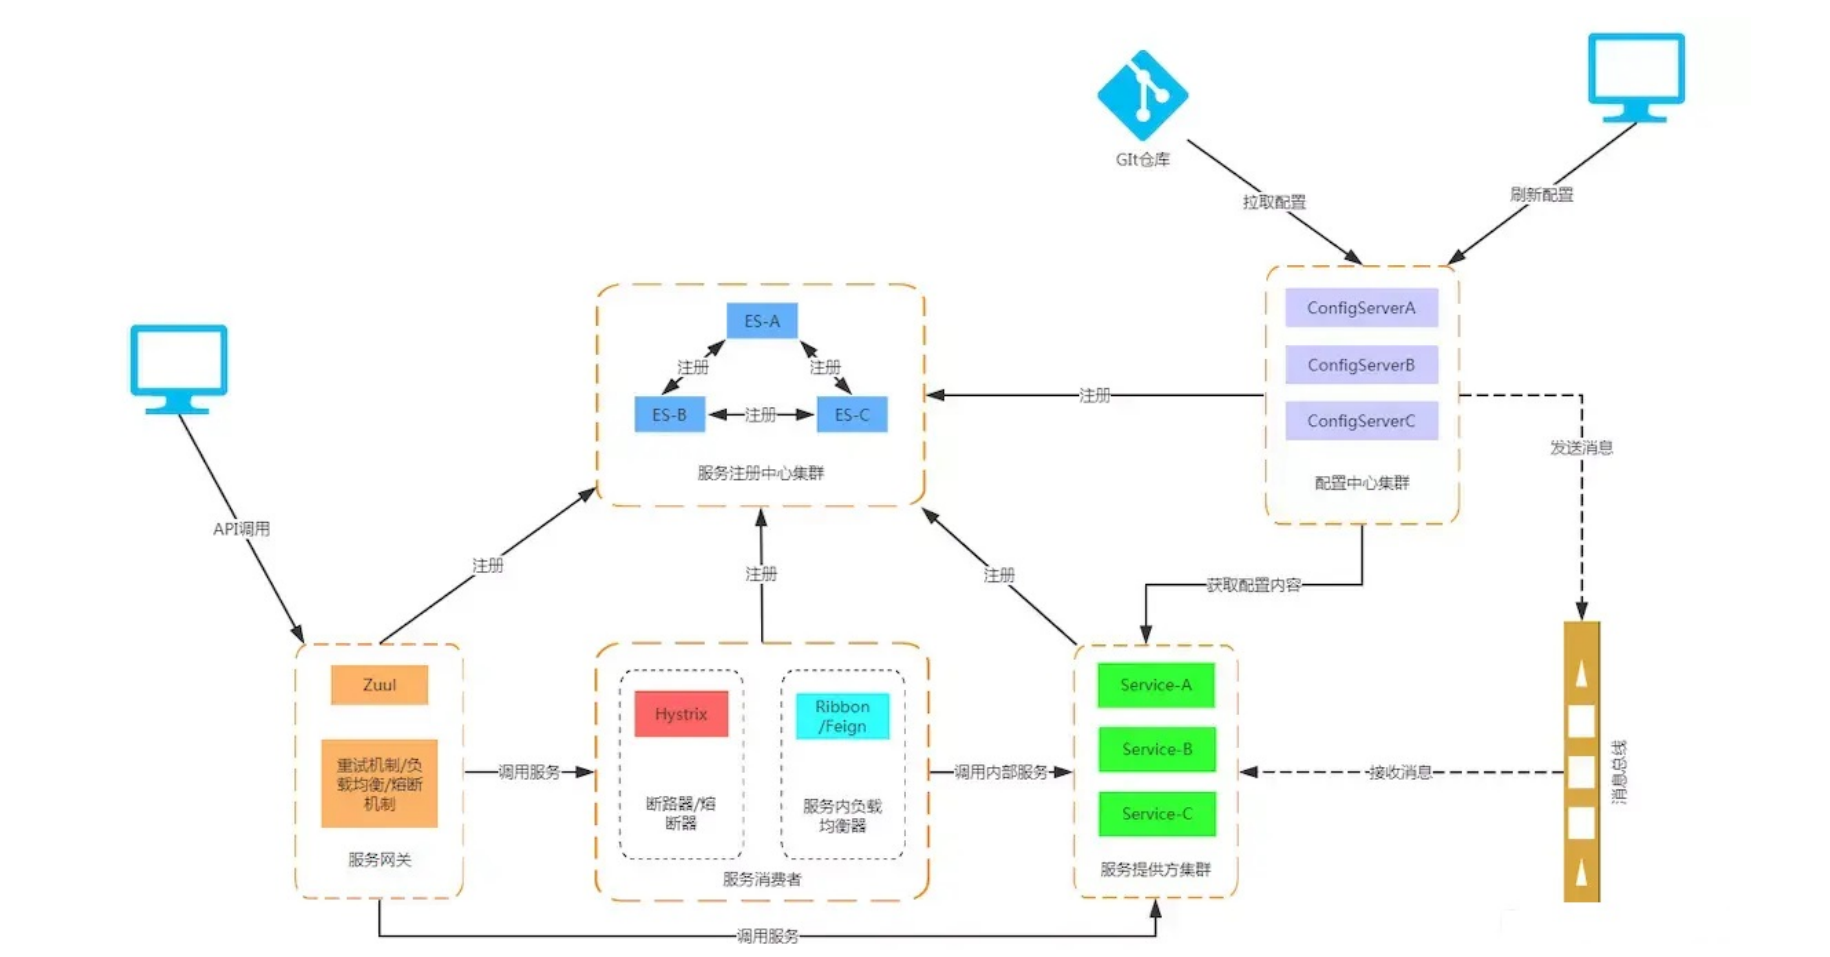 GIt仓库
拉取配置
刷新配置
ConfigServerA
ConfigServerB
ConfigServerC
配置中心集群
ES-A
注册
注册
ES-B
注册
ES-C
服务注册中心集群
注册
发送消息
API调用
注册
注册
注册
获取配置内容
Zuul
重试机制/负
载均衡/熔断
机制
服务网关
调用服务
Hystrix
断路器/熔
断器
Ribbon
/Feign
服务内负载
均衡器
服务消费者
调用内部服务
Service-A
Service-B
Service-C
服务提供方集群
接收消息
消息总线
调用服务